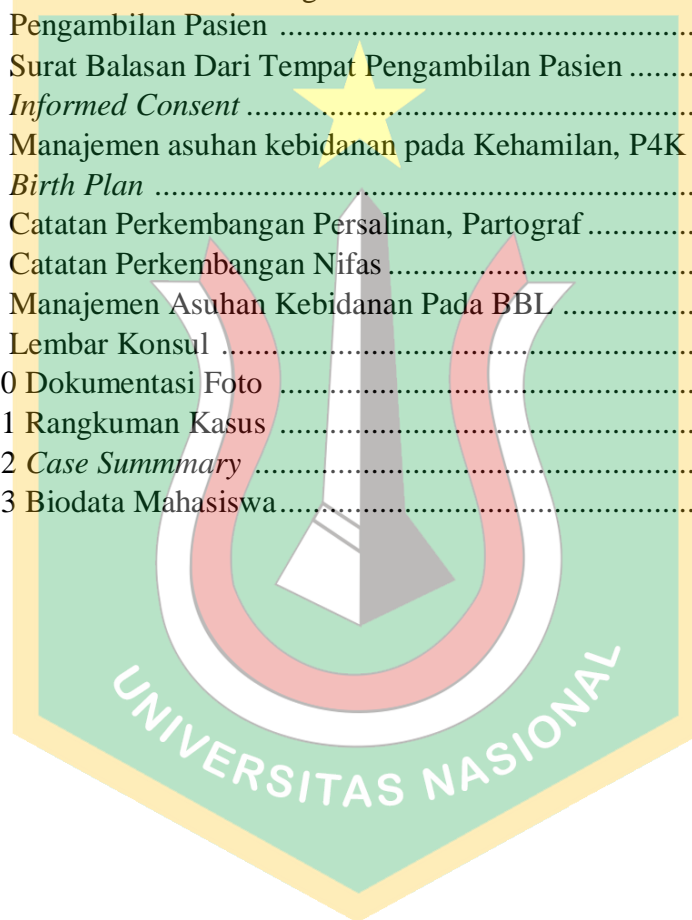 Pengambilan Pasien ......................................................................
Surat Balasan Dari Tempat Pengambilan Pasien ........
Informed Consent ...........................................................................
Manajemen asuhan kebidanan pada Kehamilan, P4K
Birth Plan ........................................................................................
Catatan Perkembangan Persalinan, Partograf ................
Catatan Perkembangan Nifas .................................................
Manajemen Asuhan Kebidanan Pada BBL ....................
Lembar Konsul ..............................................................................
0 Dokumentasi Foto ......................................................................
1 Rangkuman Kasus ......................................................................
2 Case Summmary ..........................................................................
3 Biodata Mahasiswa ......................................................................
UNIVERSITAS NASIONAL